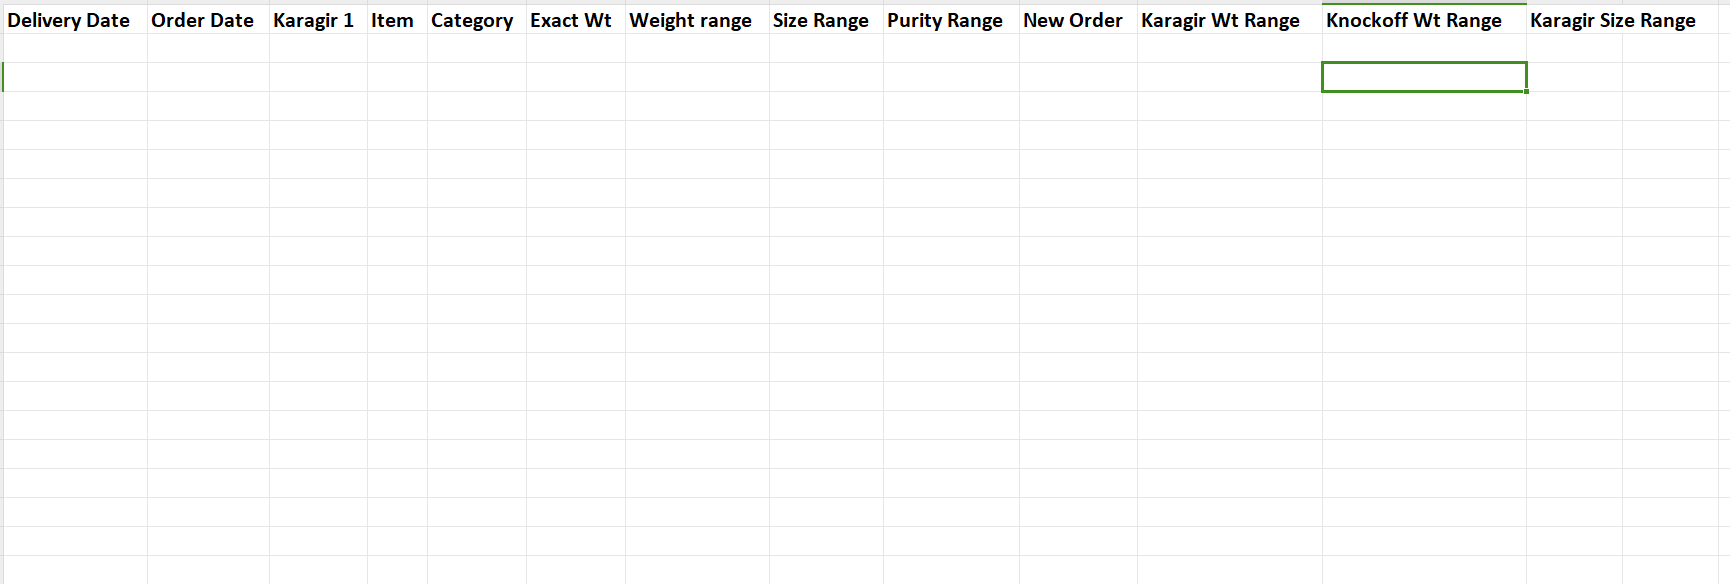 Delivery Date Order Date Karagir 1 Item Category Exact Wt Weight range Size Range Purity Range New Order Karagir Wt Range Knockoff Wt Range Karagir Size Range